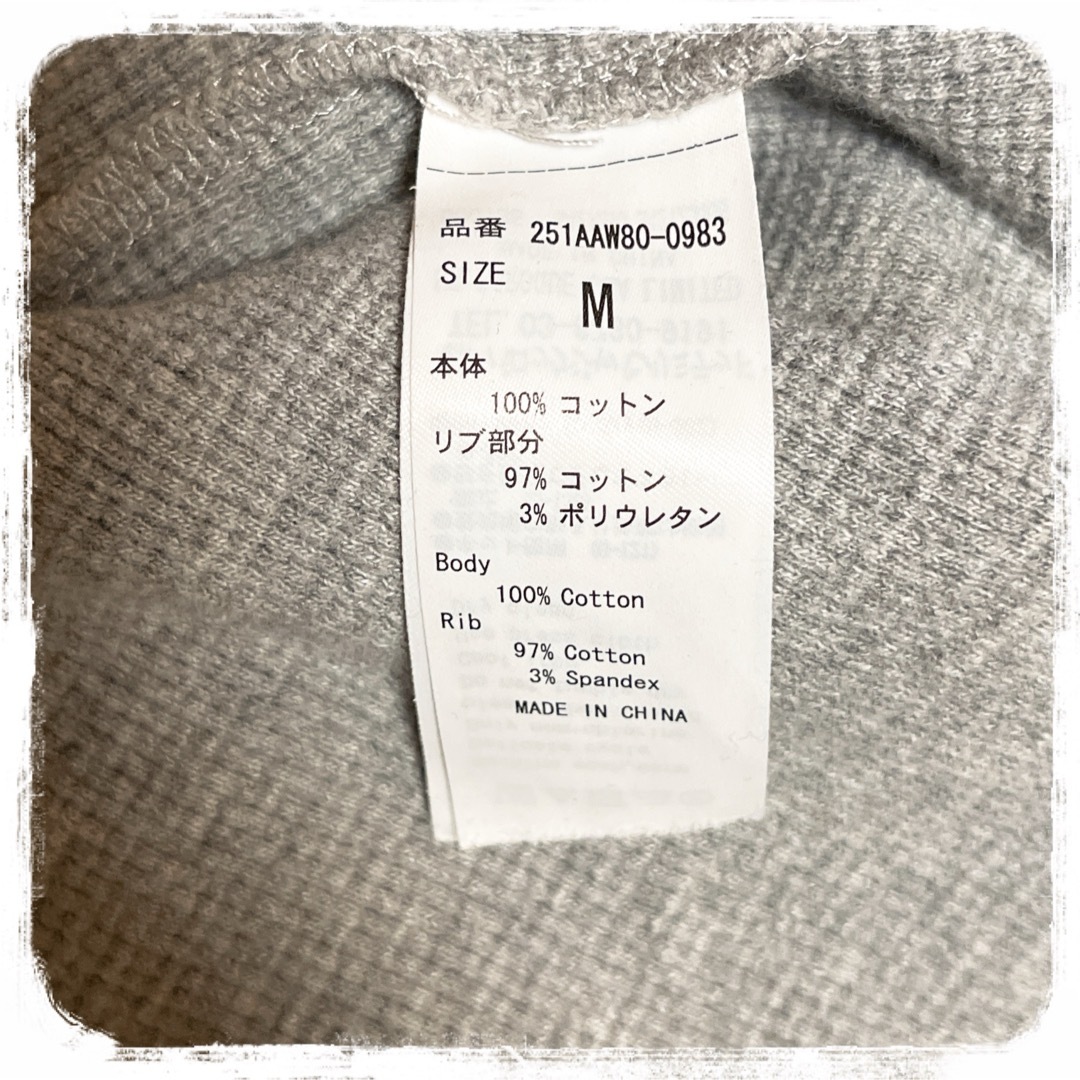 品番 251AAW80-0983
SIZE
M
本体
100% コットン
リブ部分
97% コットン
3% ポリウレタン
Body
100% Cotton
Rib
97% Cotton
3% Spandex
MADE IN CHINA